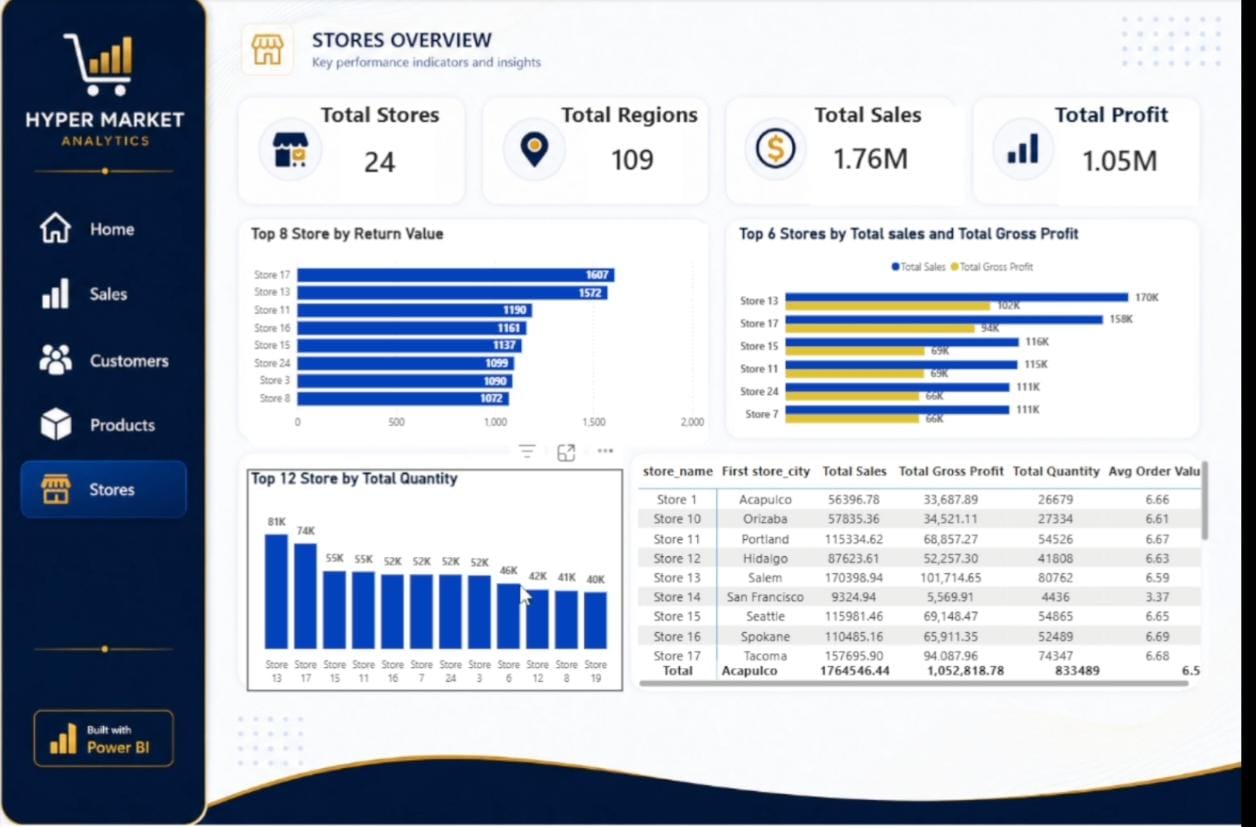 HYPER MARKET
ANALYTICS
Home
Sales
Customers
Products
Stores
Built with
Power BI
STORES OVERVIEW
Key performance indicators and insights
Total Stores
24
Total Regions
109
Total Sales
1.76M
Total Profit
1.05M
Top 8 Store by Return Value
Store 17 1607
Store 13 1572
Store 11 1190
Store 16 1161
Store 15 1137
Store 24 1099
Store 3 1090
Store 8 1072
0 500 1,000 1,500 2,000
Top 6 Stores by Total sales and Total Gross Profit
Total Sales Total Gross Profit
Store 13 170K 102K
Store 17 158K 94K
Store 15 116K 69K
Store 11 115K 69K
Store 24 111K 66K
Store 7 111K 66K
Top 12 Store by Total Quantity
81K 74K 55K 55K 52K 52K 52K 52K 46K 42K 41K 40K
Store Store Store Store Store Store Store Store Store Store Store Store
13 17 15 11 16 7 24 3 6 12 8 19
store_name First store_city Total Sales Total Gross Profit Total Quantity Avg Order Valu
Store 1 Acapulco 56396.78 33,687.89 26679 6.66
Store 10 Orizaba 57835.36 34,521.11 27334 6.61
Store 11 Portland 115334.62 68,857.27 54526 6.67
Store 12 Hidalgo 87623.61 52,257.30 41808 6.63
Store 13 Salem 170398.94 101,714.65 80762 6.59
Store 14 San Francisco 9324.94 5,569.91 4436 3.37
Store 15 Seattle 115981.46 69,148.47 54865 6.65
Store 16 Spokane 110485.16 65,911.35 52489 6.69
Store 17 Tacoma 157695.90 94,087.96 74347 6.68
Total Acapulco 1764546.44 1,052,818.78 833489 6.5